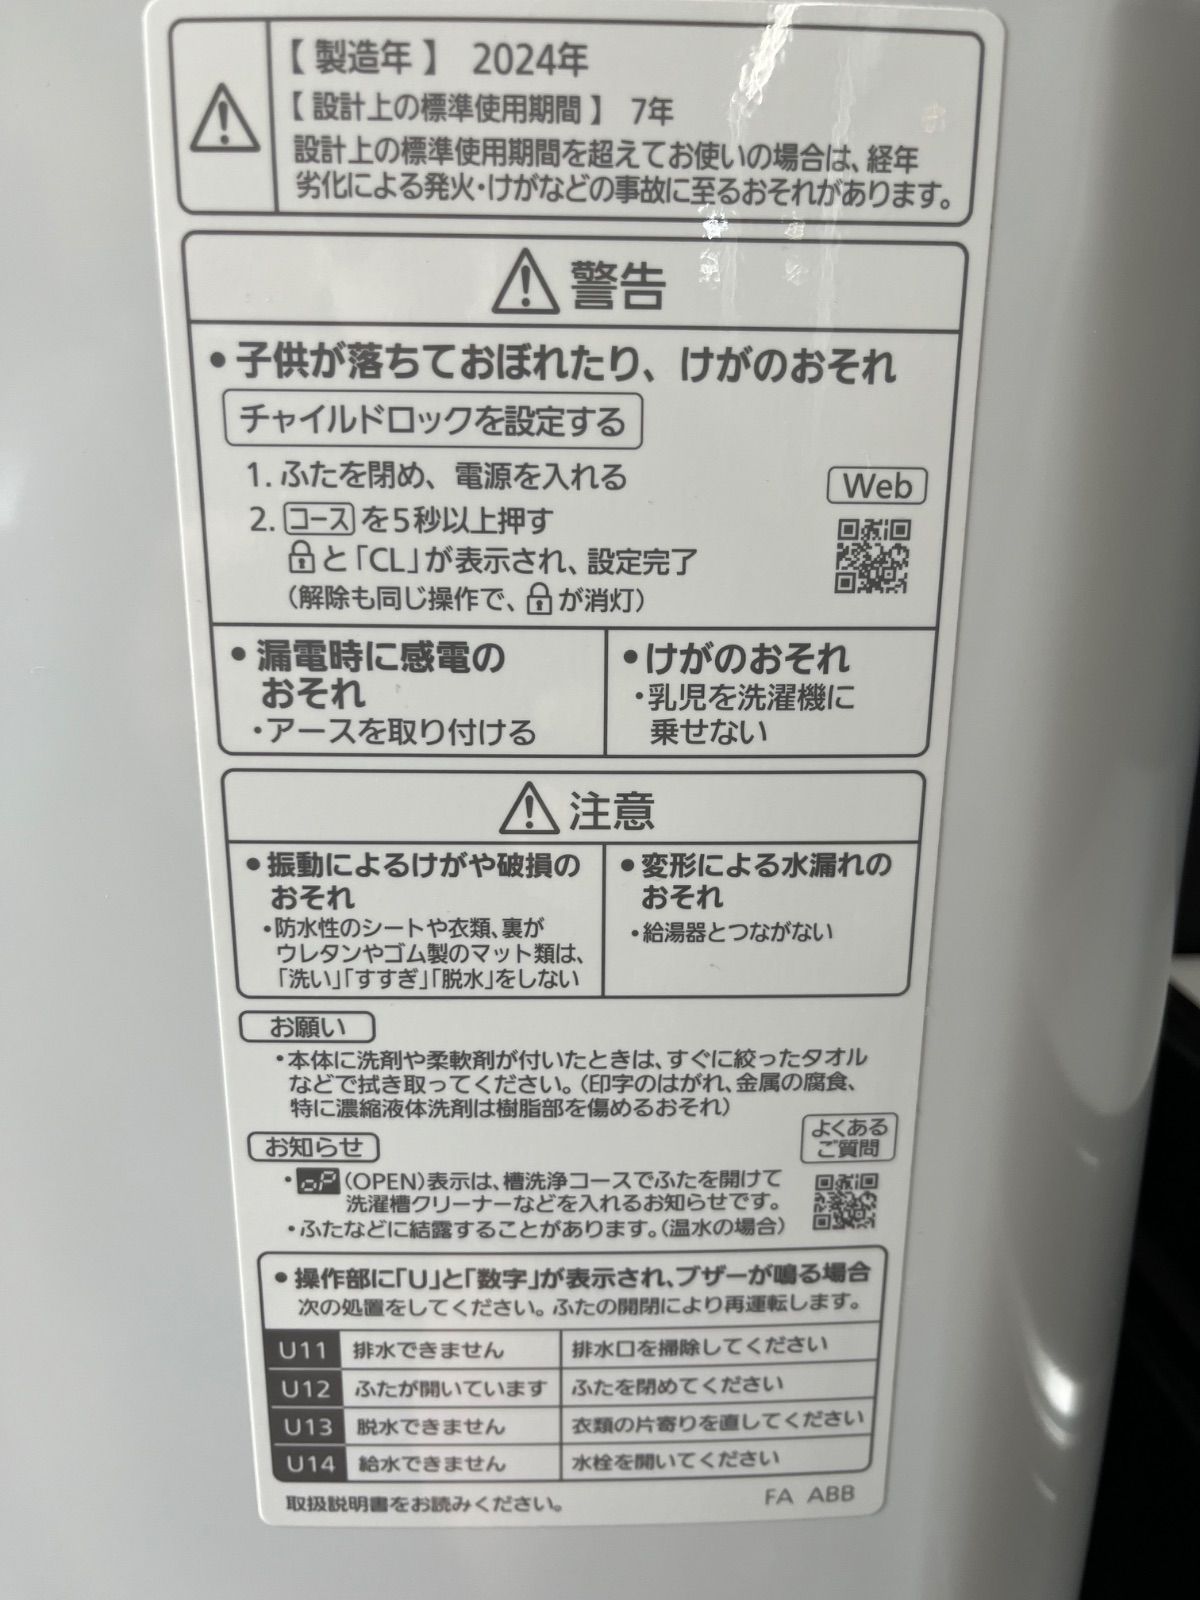 【 製造年 】 2024年
【 設計上の標準使用期間 】 7年
設計上の標準使用期間を超えてお使いの場合は、経年
劣化による発火・けがなどの事故に至るおそれがあります。
警告
• 子供が落ちておぼれたり、けがのおそれ
チャイルドロックを設定する
1. ふたを閉め、電源を入れる
2. コースを5秒以上押す
と「CL」が表示され、設定完了
(解除も同じ操作で、が消灯)
Web
• 漏電時に感電の
おそれ
・アースを取り付ける
• けがのおそれ
・乳児を洗濯機に
乗せない
注意
• 振動によるけがや破損の
おそれ
・防水性のシートや衣類、裏が
ウレタンやゴム製のマット類は、
「洗い」「すすぎ」「脱水」をしない
• 変形による水漏れの
おそれ
・給湯器とつながない
お願い
・本体に洗剤や柔軟剤が付いたときは、すぐに絞ったタオル
などで拭き取ってください。(印字のはがれ、金属の腐食、
特に濃縮液体洗剤は樹脂部を傷めるおそれ)
よくある
ご質問
お知らせ
・oP(OPEN)表示は、槽洗浄コースでふたを開けて
洗濯槽クリーナーなどを入れるお知らせです。
・ふたなどに結露することがあります。(温水の場合)
• 操作部に「U」と「数字」が表示され、ブザーが鳴る場合
次の処置をしてください。ふたの開閉により再運転します。
U11 排水できません 排水口を掃除してください
U12 ふたが開いています ふたを閉めてください
U13 脱水できません 衣類の片寄りを直してください
U14 給水できません 水栓を開いてください
取扱説明書をお読みください。
FA ABB